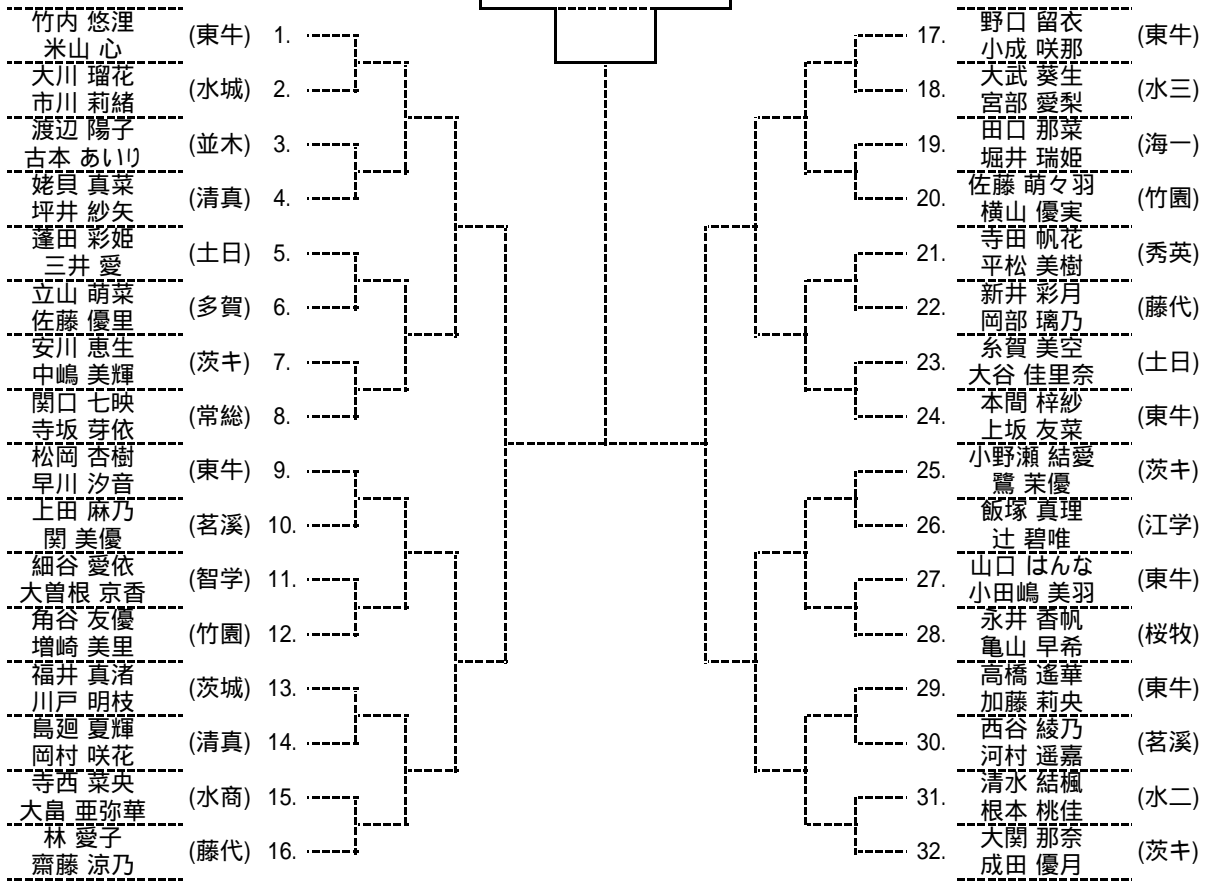 竹内 悠浬
米山 心
(東牛) 1.
大川 瑠花
市川 莉緒
(水城) 2.
渡辺 陽子
古本 あいり
(並木) 3.
姥貝 真菜
坪井 紗矢
(清真) 4.
蓬田 彩姫
三井 愛
(土日) 5.
立山 萌菜
佐藤 優里
(多賀) 6.
安川 恵生
中嶋 美輝
(茨キ) 7.
関口 七映
寺坂 芽依
(常総) 8.
松岡 杏樹
早川 汐音
(東牛) 9.
上田 麻乃
関 美優
(茗溪) 10.
細谷 愛依
大曽根 京香
(智学) 11.
角谷 友優
増崎 美里
(竹園) 12.
福井 真渚
川戸 明枝
(茨城) 13.
島廻 夏輝
岡村 咲花
(清真) 14.
寺西 菜央
大畠 亜弥華
(水商) 15.
林 愛子
齋藤 涼乃
(藤代) 16.
17. 野口 留衣
小成 咲那
(東牛)
18. 大武 葵生
宮部 愛梨
(水三)
19. 田口 那菜
堀井 瑞姫
(海一)
20. 佐藤 萌々羽
横山 優実
(竹園)
21. 寺田 帆花
平松 美樹
(秀英)
22. 新井 彩月
岡部 璃乃
(藤代)
23. 糸賀 美空
大谷 佳里奈
(土日)
24. 本間 梓紗
上坂 友菜
(東牛)
25. 小野瀬 結愛
鷺 茉優
(茨キ)
26. 飯塚 真理
辻 碧唯
(江学)
27. 山口 はんな
小田嶋 美羽
(東牛)
28. 永井 香帆
亀山 早希
(桜牧)
29. 高橋 遙華
加藤 莉央
(東牛)
30. 西谷 綾乃
河村 遥嘉
(茗溪)
31. 清水 結楓
根本 桃佳
(水二)
32. 大関 那奈
成田 優月
(茨キ)